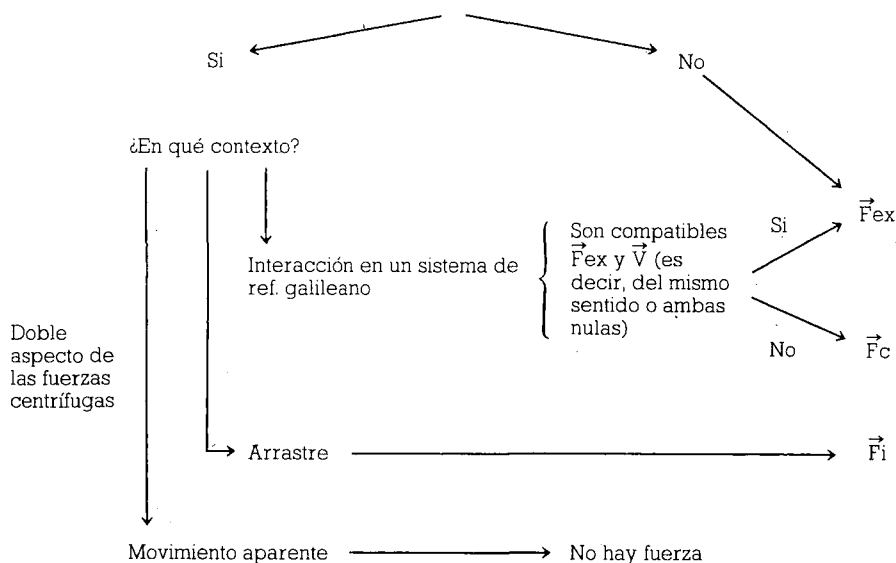 Si
No
¿En qué contexto?
Interacción en un sistema de
ref. galileano
Son compatibles
F⃗ex y V⃗ (es
decir, del mismo
sentido o ambas
nulas)
Si
F⃗ex
No
F⃗c
Doble
aspecto de
las fuerzas
centrífugas
Arrastre
F⃗i
Movimiento aparente
No hay fuerza